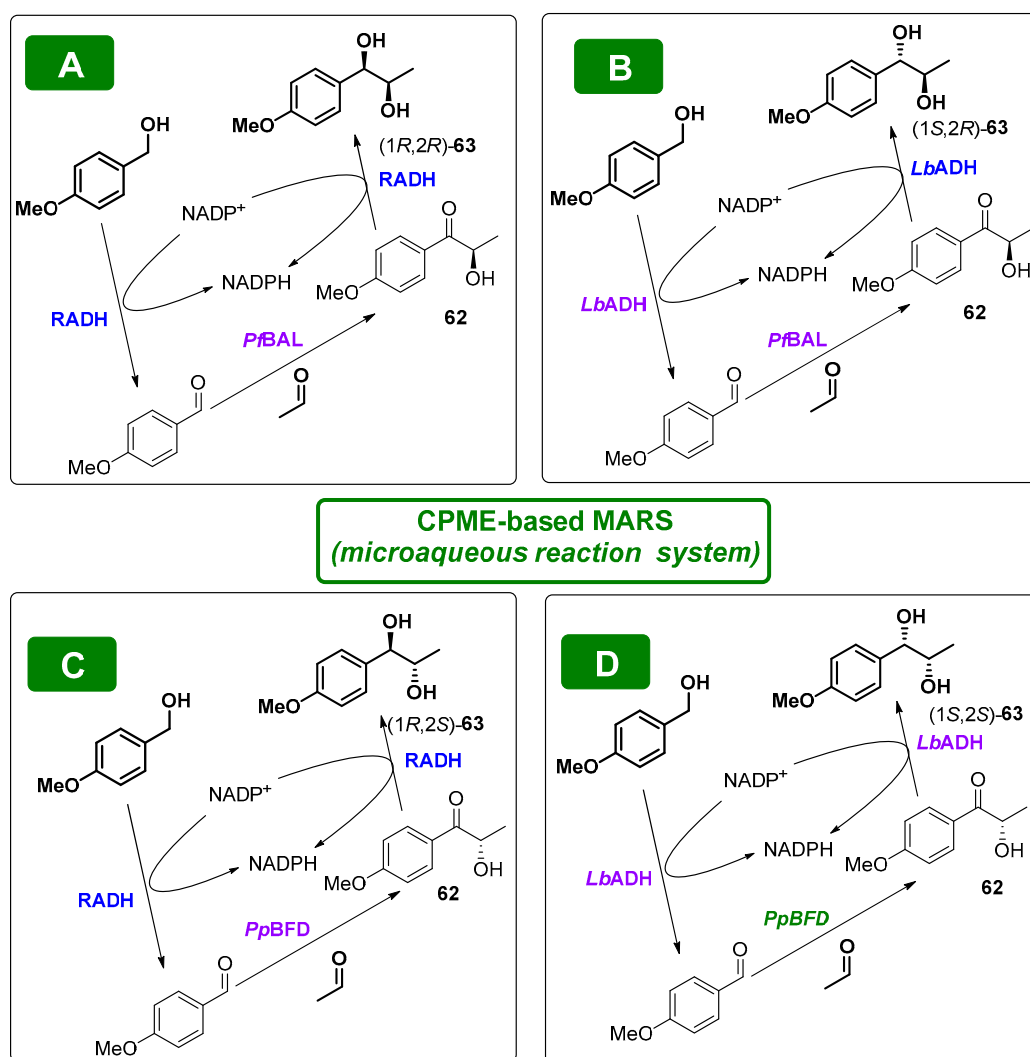 A
OH
OH
MeO
(1R,2R)-63
OH
MeO
NADP+
RADH
NADPH
O
OH
MeO
62
RADH
PfBAL
O
O
MeO
B
OH
OH
MeO
(1S,2R)-63
OH
MeO
NADP+
LbADH
NADPH
O
OH
MeO
62
LbADH
PfBAL
O
O
MeO
CPME-based MARS
(microaqueous reaction system)
C
OH
OH
MeO
(1R,2S)-63
OH
MeO
NADP+
RADH
NADPH
O
OH
MeO
62
RADH
PpBFD
O
O
MeO
D
OH
OH
MeO
(1S,2S)-63
OH
MeO
NADP+
LbADH
NADPH
O
OH
MeO
62
LbADH
PpBFD
O
O
MeO